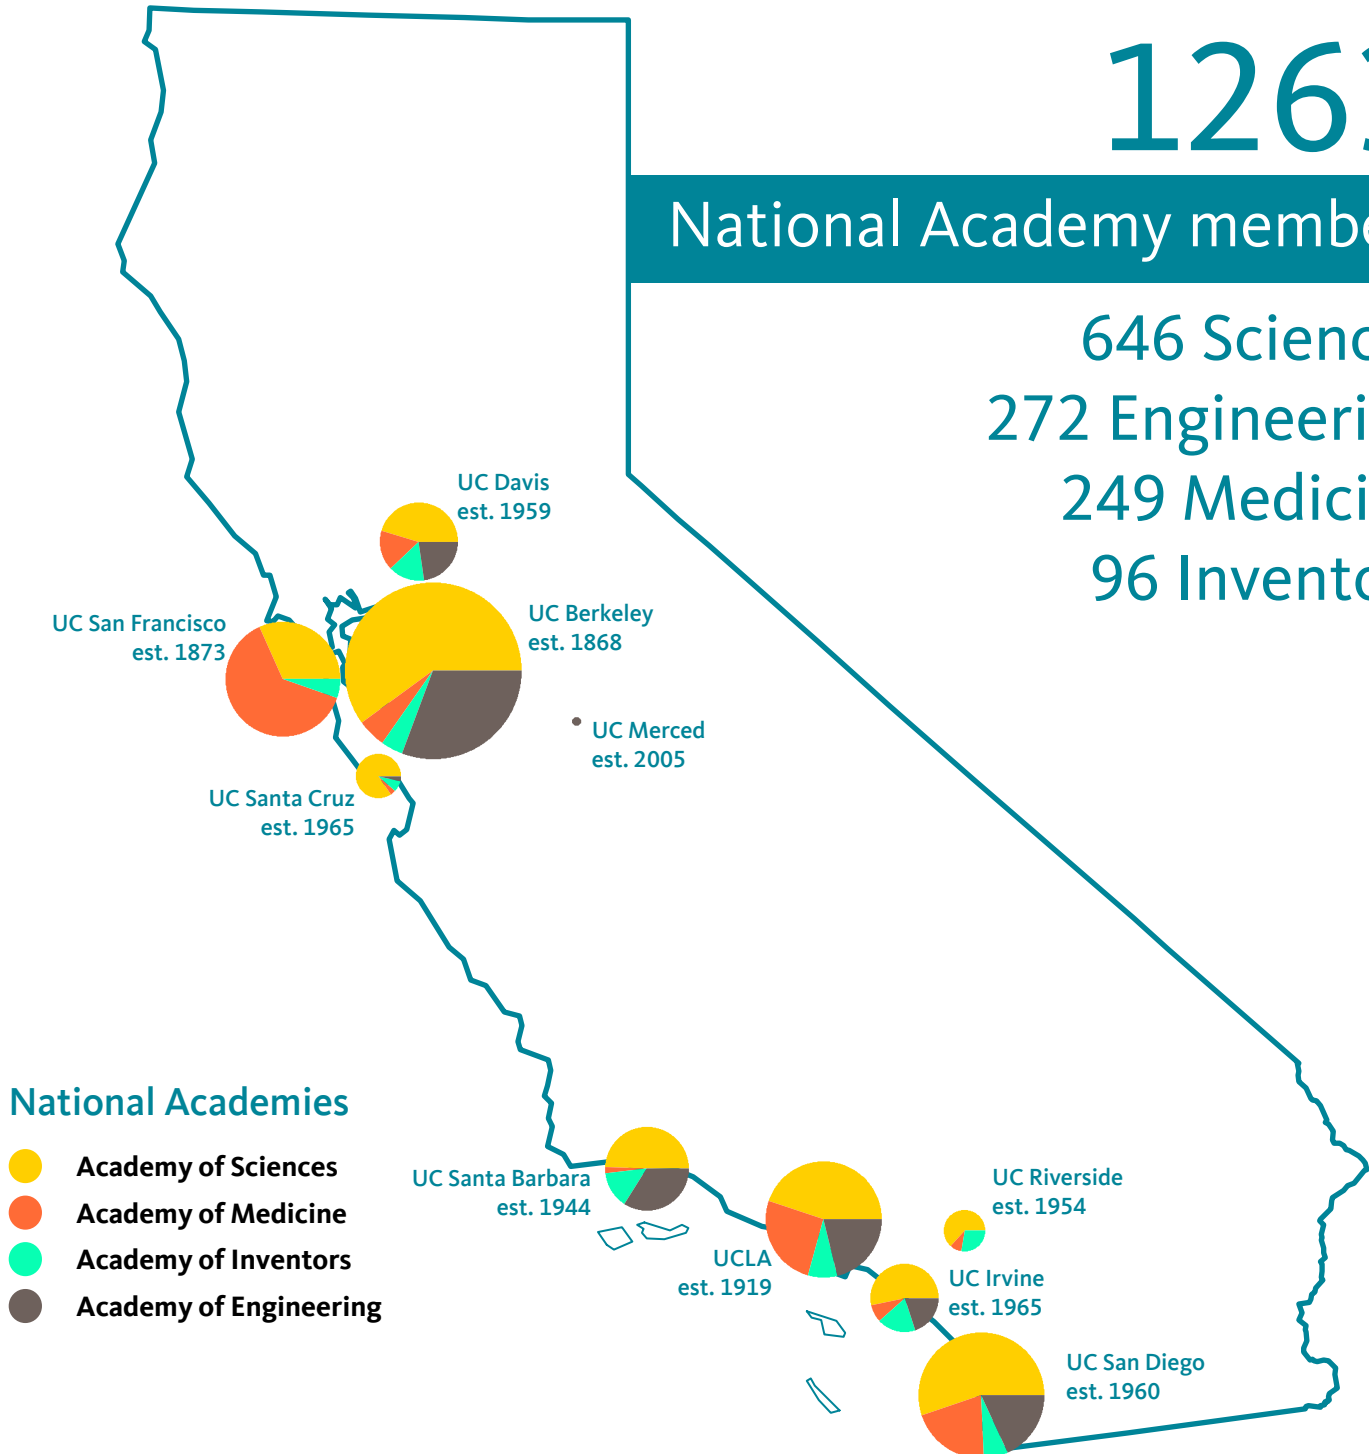 126
National Academy membe
646 Scienc
272 Engineeri
249 Medici
96 Invento
UC Davis
est. 1959
UC Berkeley
est. 1868
UC San Francisco
est. 1873
UC Merced
est. 2005
UC Santa Cruz
est. 1965
National Academies
Academy of Sciences
Academy of Medicine
Academy of Inventors
Academy of Engineering
UC Santa Barbara
est. 1944
UCLA
est. 1919
UC Riverside
est. 1954
UC Irvine
est. 1965
UC San Diego
est. 1960